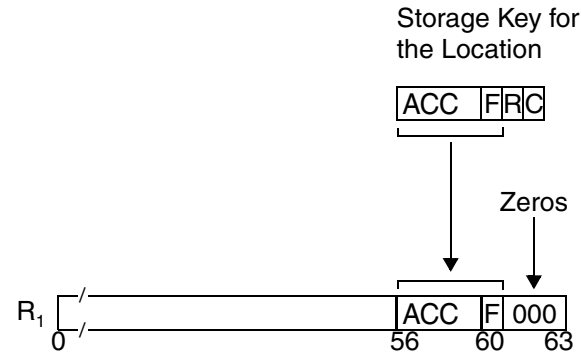 Storage Key for
the Location
ACC F R C
Zeros
R1 ACC F 000
0 56 60 63